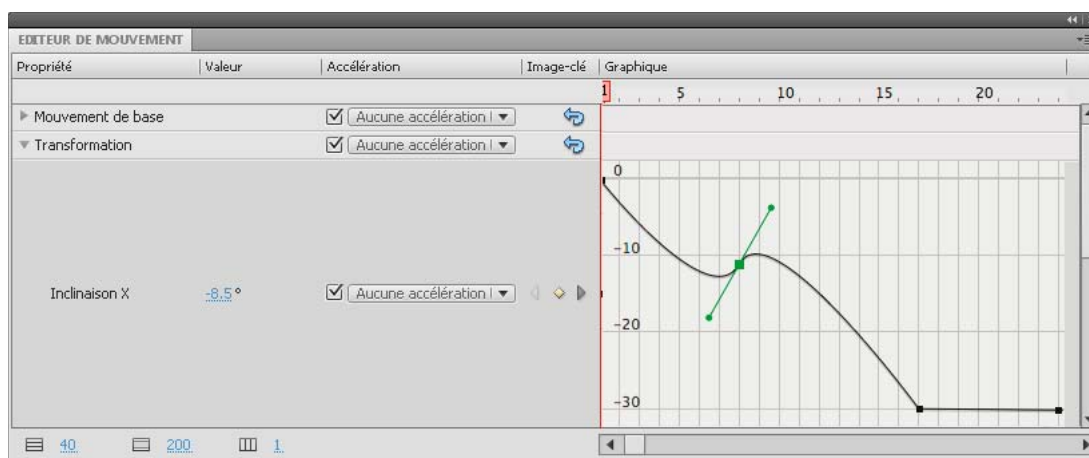 EDITEUR DE MOUVEMENT
Propriété Valeur Accélération Image-clé Graphique
1 5 10 15 20
Mouvement de base Aucune accélération
Transformation Aucune accélération
0
-10
Inclinaison X -8.5° Aucune accélération
-20
-30
40 200 1